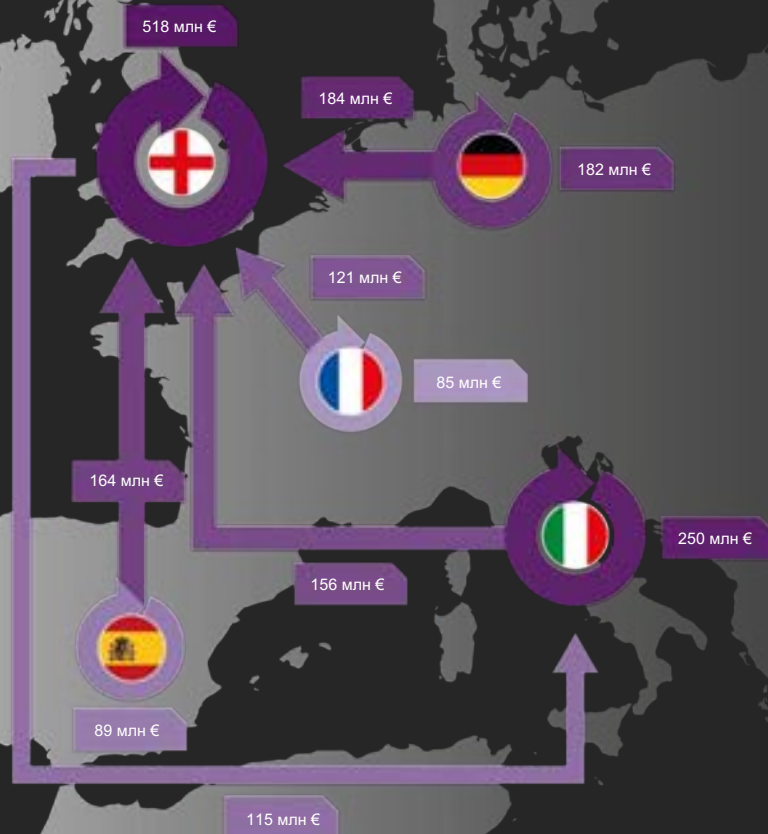 518 млн €
184 млн €
182 млн €
121 млн €
85 млн €
164 млн €
250 млн €
156 млн €
89 млн €
115 млн €